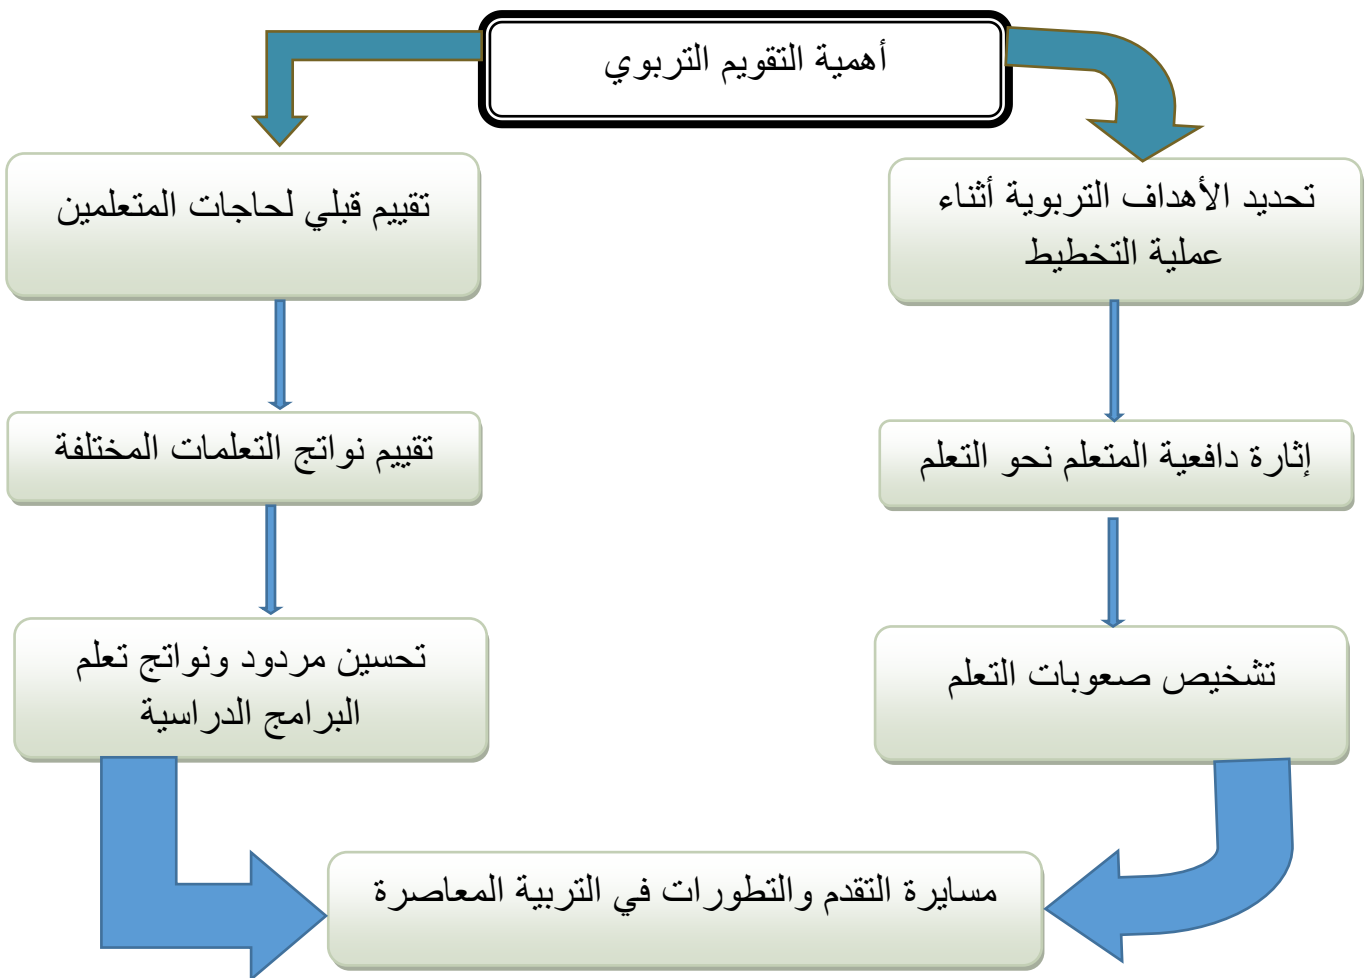 أهمية التقويم التربوي
تحديد الأهداف التربوية أثناء
عملية التخطيط
إثارة دافعية المتعلم نحو التعلم
تشخيص صعوبات التعلم
تقييم قبلي لحاجات المتعلمين
تقييم نواتج التعلمات المختلفة
تحسين مردود ونواتج تعلم
البرامج الدراسية
مسايرة التقدم والتطورات في التربية المعاصرة